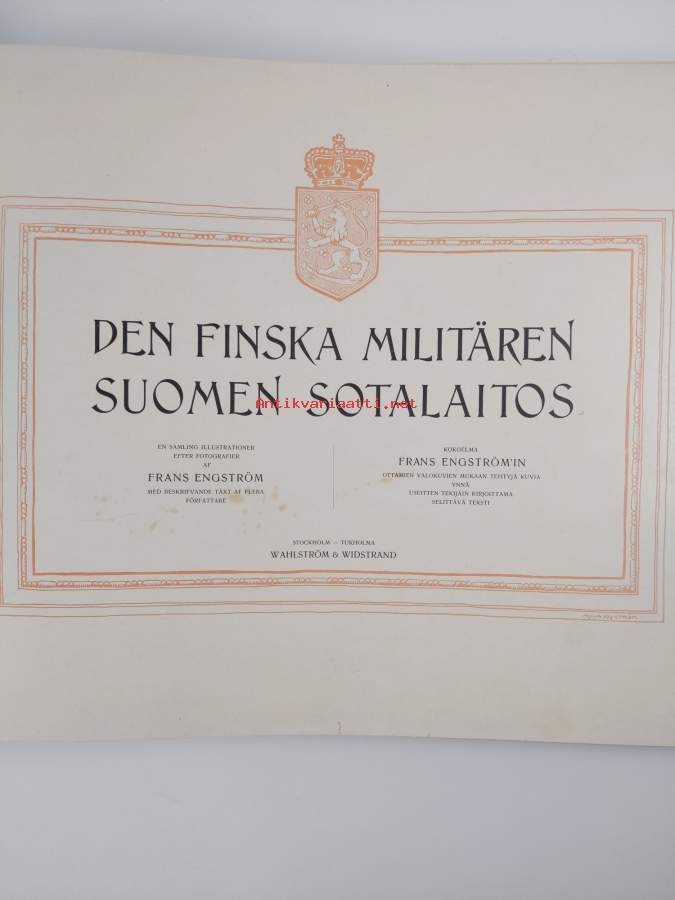 DEN FINSKA MILITÄREN
SUOMEN SOTALAITOS
Antikvariaatti.net
EN SAMLING ILLUSTRATIONER
EFTER FOTOGRAFIER
AF
FRANS ENGSTRÖM
MED BESKRIFVANDE TÄXT AF FLERA
FÖRFATTARE
KOKOELMA
FRANS ENGSTRÖM'IN
OTTAMIEN VALOKUVIEN MUKAAN TEHTYJÄ KUVIA
YNNÄ
USEITTEN TEKIJÄIN KIRJOITTAMA
SELITTÄVÄ TEKSTI
STOCKHOLM — TUKHOLMA
WAHLSTRÖM & WIDSTRAND